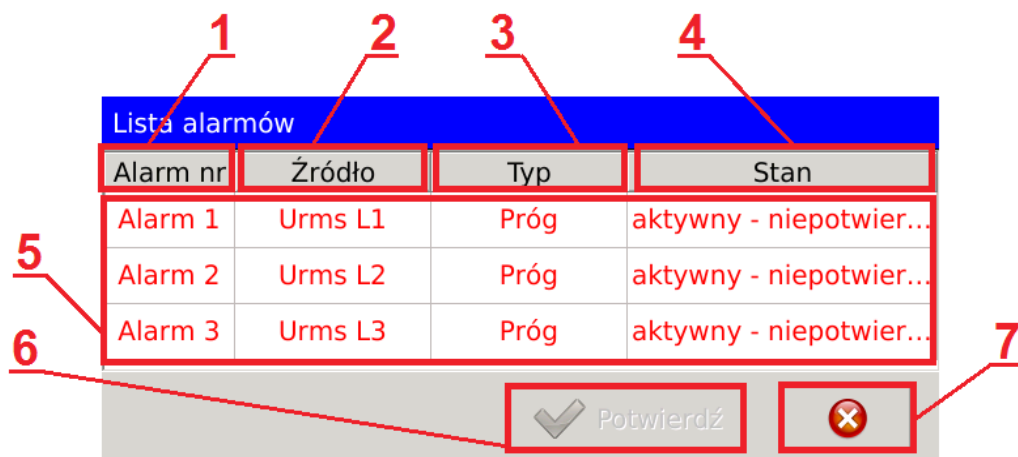 1 2 3 4
Lista alarmów
Alarm nr Źródło Typ Stan
Alarm 1 Urms L1 Próg aktywny - niepotwier...
5
Alarm 2 Urms L2 Próg aktywny - niepotwier...
Alarm 3 Urms L3 Próg aktywny - niepotwier...
6 7
Potwierdź